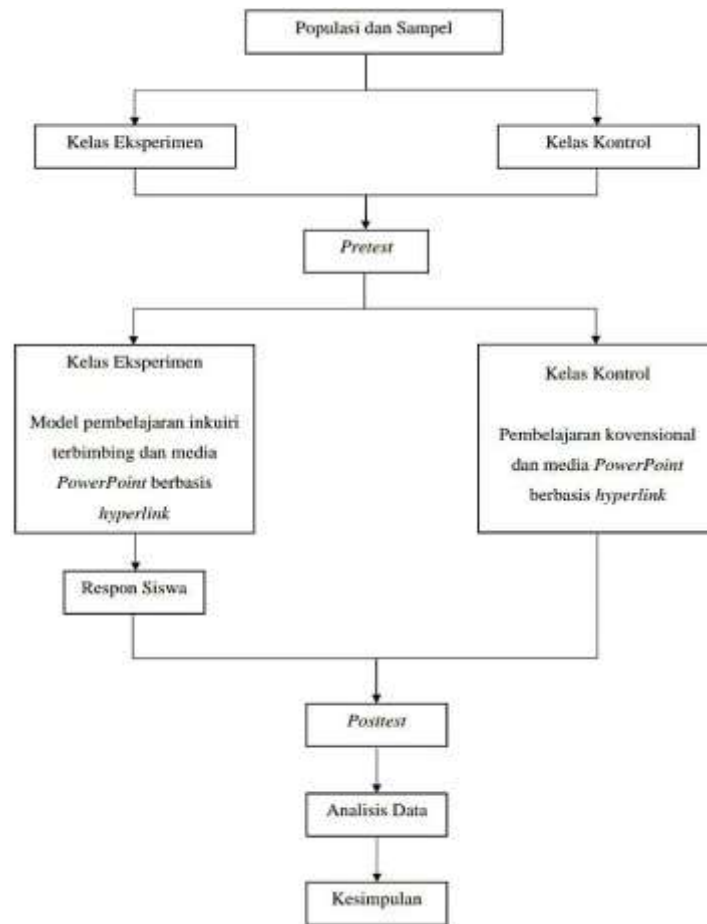 Populasi dan Sampel
Kelas Eksperimen
Kelas Kontrol
Pretest
Kelas Eksperimen
Model pembelajaran inkuiri
terbimbing dan media
PowerPoint berbasis
hyperlink
Kelas Kontrol
Pembelajaran kovensional
dan media PowerPoint
berbasis hyperlink
Respon Siswa
Posttest
Analisis Data
Kesimpulan